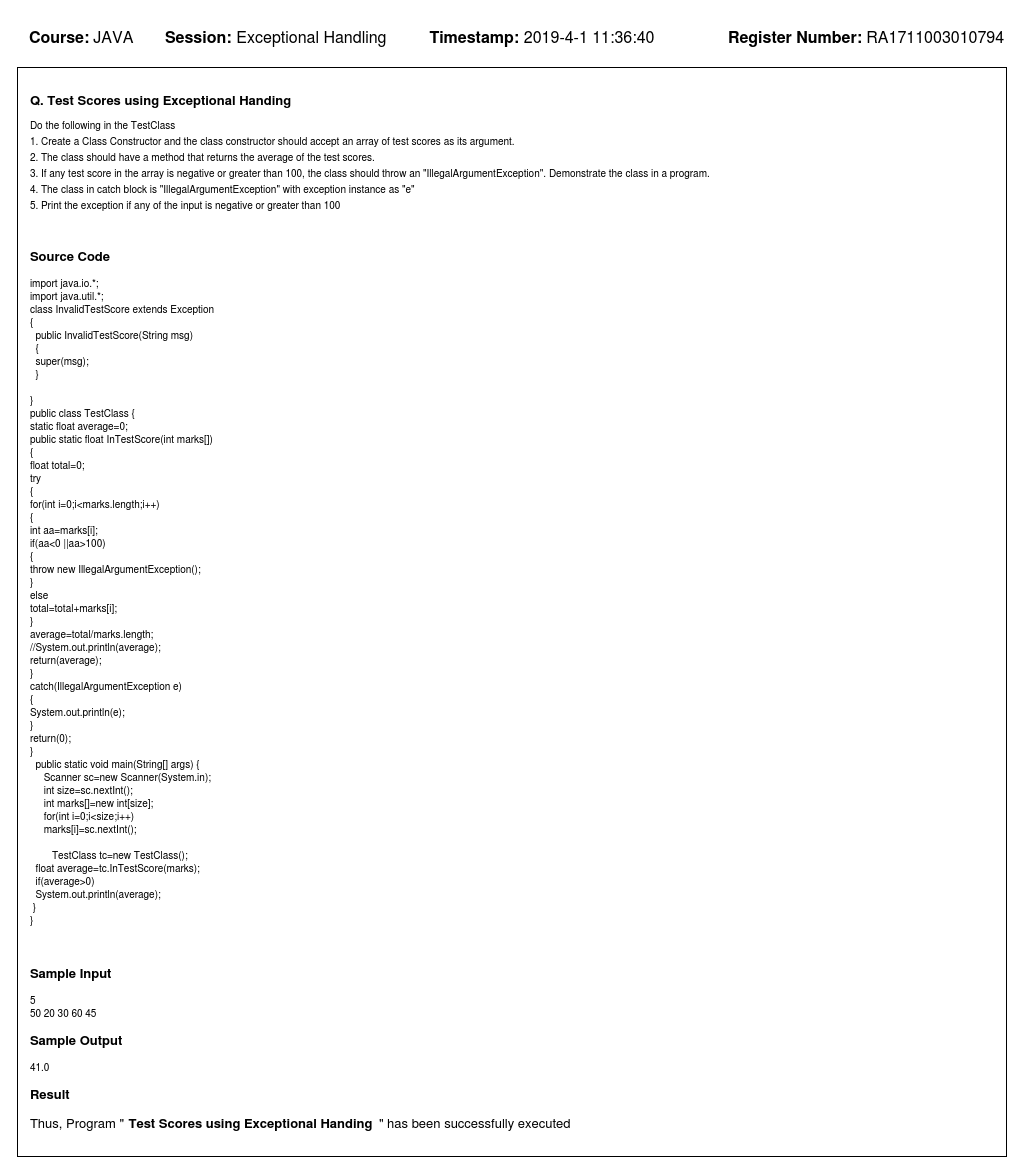 Course: JAVA Session: Exceptional Handling Timestamp: 2019-4-1 11:36:40 Register Number: RA1711003010794
Q. Test Scores using Exceptional Handing
Do the following in the TestClass
1. Create a Class Constructor and the class constructor should accept an array of test scores as its argument.
2. The class should have a method that returns the average of the test scores.
3. If any test score in the array is negative or greater than 100, the class should throw an "IllegalArgumentException". Demonstrate the class in a program.
4. The class in catch block is "IllegalArgumentException" with exception instance as "e"
5. Print the exception if any of the input is negative or greater than 100
Source Code
import java.io.*;
import java.util.*;
class InvalidTestScore extends Exception
{
public InvalidTestScore(String msg)
{
super(msg);
}
}
public class TestClass {
static float average=0;
public static float InTestScore(int marks[])
{
float total=0;
try
{
for(int i=0;i<marks.length;i++)
{
int aa=marks[i];
if(aa<0 ||aa>100)
{
throw new IllegalArgumentException();
}
else
total=total+marks[i];
}
average=total/marks.length;
//System.out.println(average);
return(average);
}
catch(IllegalArgumentException e)
{
System.out.println(e);
}
return(0);
}
public static void main(String[] args) {
Scanner sc=new Scanner(System.in);
int size=sc.nextInt();
int marks[]=new int[size];
for(int i=0;i<size;i++)
marks[i]=sc.nextInt();
TestClass tc=new TestClass();
float average=tc.InTestScore(marks);
if(average>0)
System.out.println(average);
}
}
Sample Input
5
50 20 30 60 45
Sample Output
41.0
Result
Thus, Program " Test Scores using Exceptional Handing " has been successfully executed